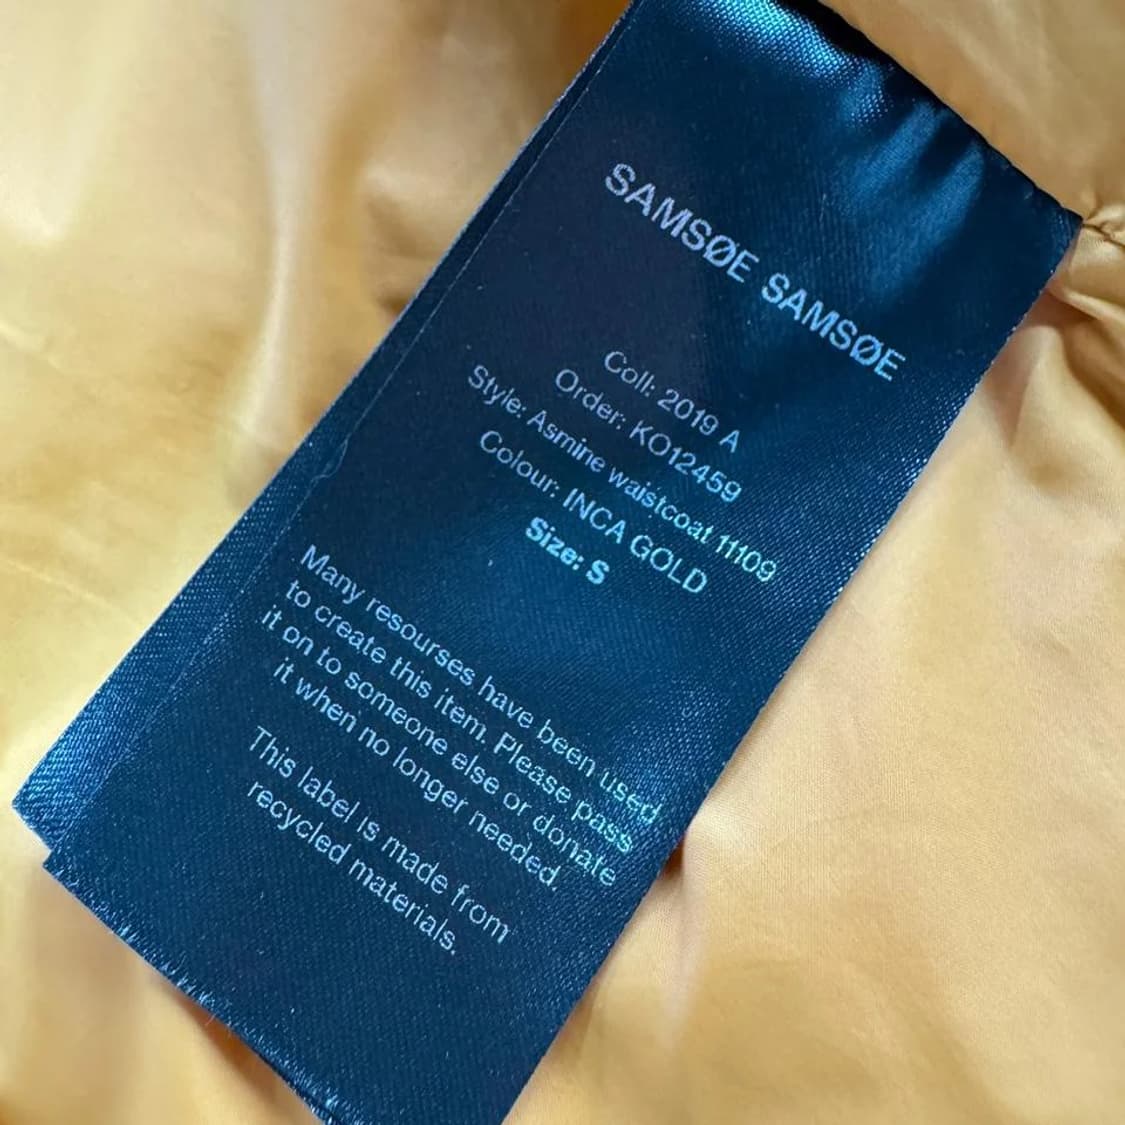 SAMSØE SAMSØE
Coll: 2019 A
Order: KO12459
Style: Asmine waistcoat 11109
Colour: INCA GOLD
Size: S
Many resourses have been used
to create this item. Please pass
it on to someone else or donate
it when no longer needed.
This label is made from
recycled materials.